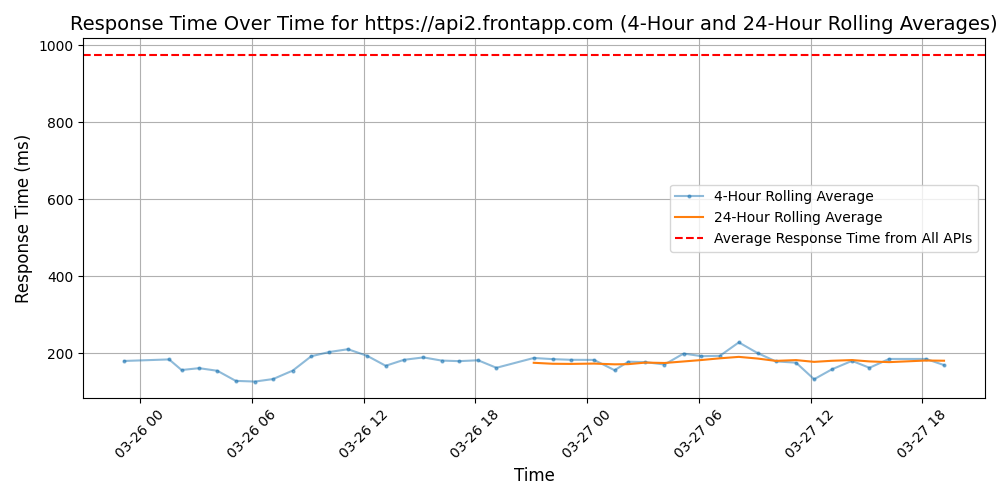 Response Time Over Time for https://api2.frontapp.com (4-Hour and 24-Hour Rolling Averages)
Response Time (ms)
1000
800
600
400
200
4-Hour Rolling Average
24-Hour Rolling Average
Average Response Time from All APIs
03-26 00
03-26 06
03-26 12
03-26 18
03-27 00
03-27 06
03-27 12
03-27 18
Time